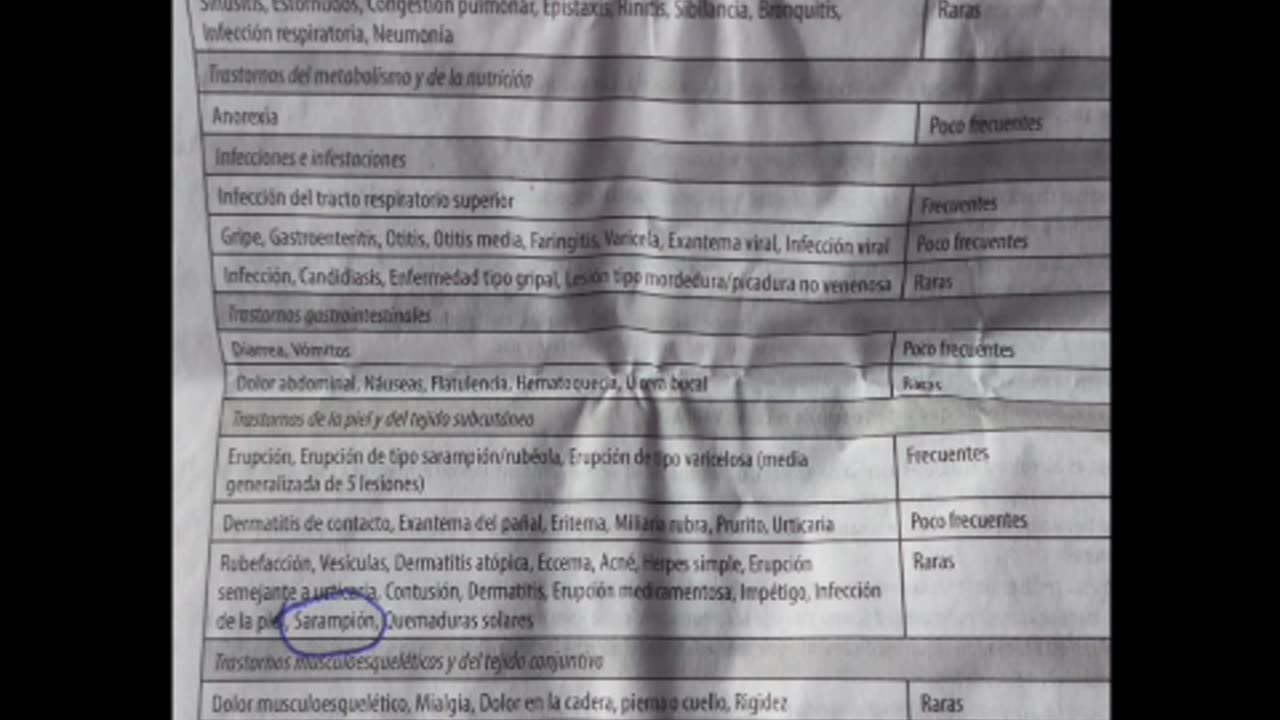 Sinusitis, Estornudos, Congestión pulmonar, Epistaxis, Rinitis, Sibilancia, Bronquitis,
Infección respiratoria, Neumonía
Raras
Trastornos del metabolismo y de la nutrición
Anorexia
Poco frecuentes
Infecciones e infestaciones
Infección del tracto respiratorio superior
Frecuentes
Gripe, Gastroenteritis, Otitis, Otitis media, Faringitis, Varicela, Exantema viral, Infección viral
Poco frecuentes
Infección, Candidiasis, Enfermedad tipo gripal, Lesión tipo mordedura/picadura no venenosa
Raras
Trastornos gastrointestinales
Diarrea, Vómitos
Poco frecuentes
Dolor abdominal, Náuseas, Flatulencia, Hematoquecia, Úlcera bucal
Raras
Trastornos de la piel y del tejido subcutáneo
Erupción, Erupción de tipo sarampión/rubéola, Erupción de tipo varicelosa (media
generalizada de 5 lesiones)
Frecuentes
Dermatitis de contacto, Exantema del pañal, Eritema, Miliaria rubra, Prurito, Urticaria
Poco frecuentes
Rubefacción, Vesículas, Dermatitis atópica, Eccema, Acné, Herpes simple, Erupción
semejante a urticaria, Contusión, Dermatitis, Erupción medicamentosa, Impétigo, Infección
de la piel, Sarampión, Quemaduras solares
Raras
Trastornos musculoesqueléticos y del tejido conjuntivo
Dolor musculoesquelético, Mialgia, Dolor en la cadera, pierna o cuello, Rigidez
Raras